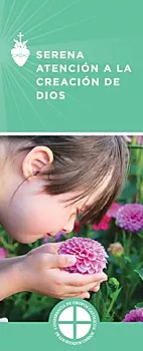 SERENA
ATENCIÓN A LA
CREACIÓN DE
DIOS